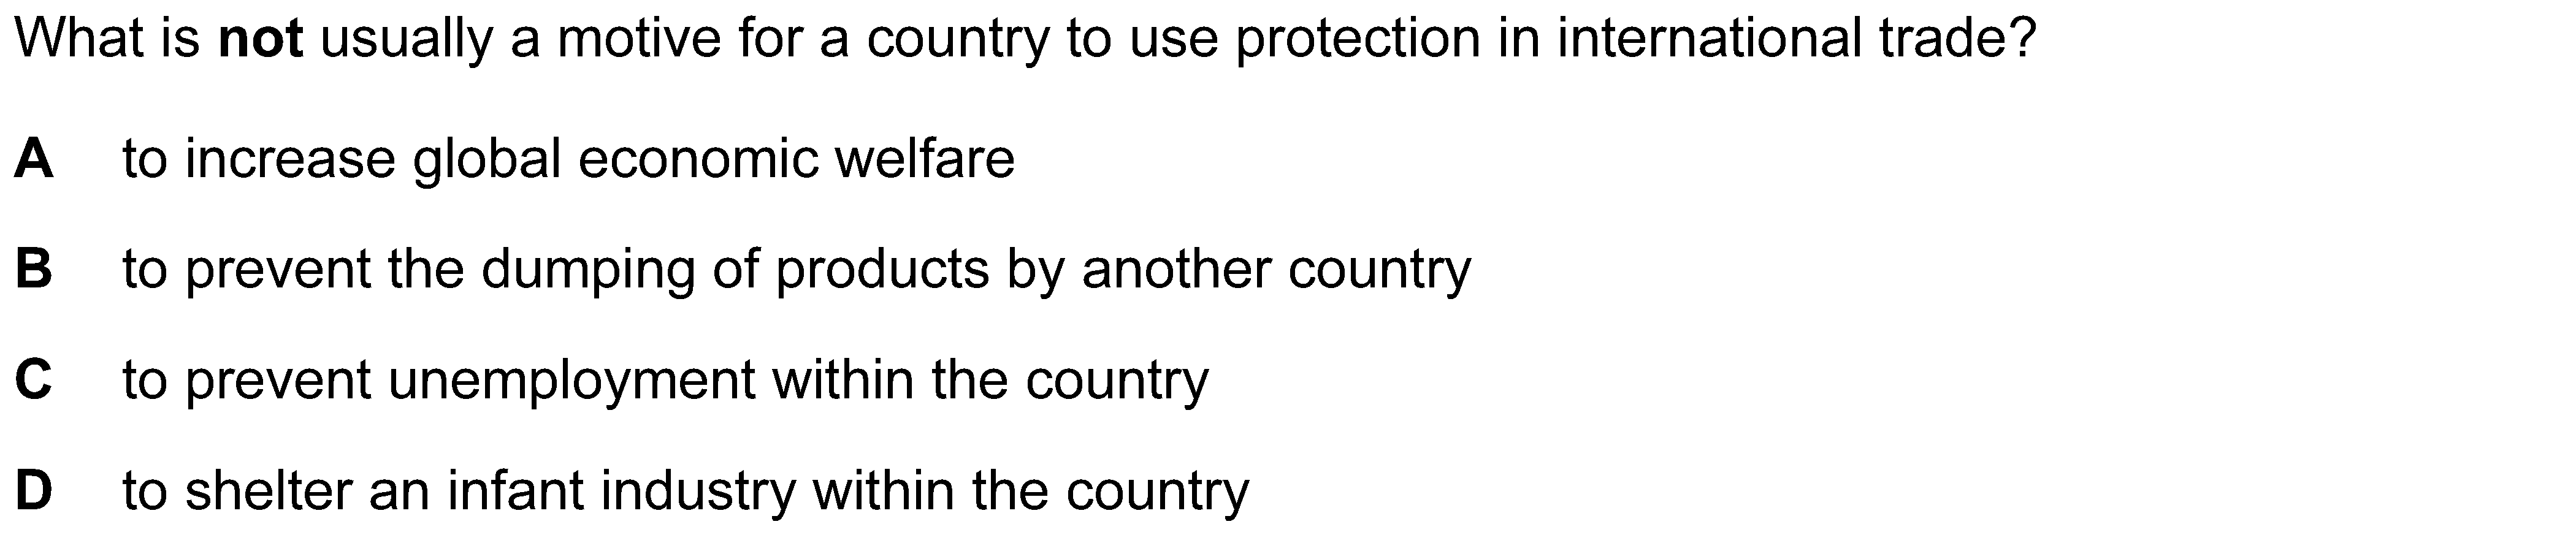 What is not usually a motive for a country to use protection in international trade?
A to increase global economic welfare
B to prevent the dumping of products by another country
C to prevent unemployment within the country
D to shelter an infant industry within the country